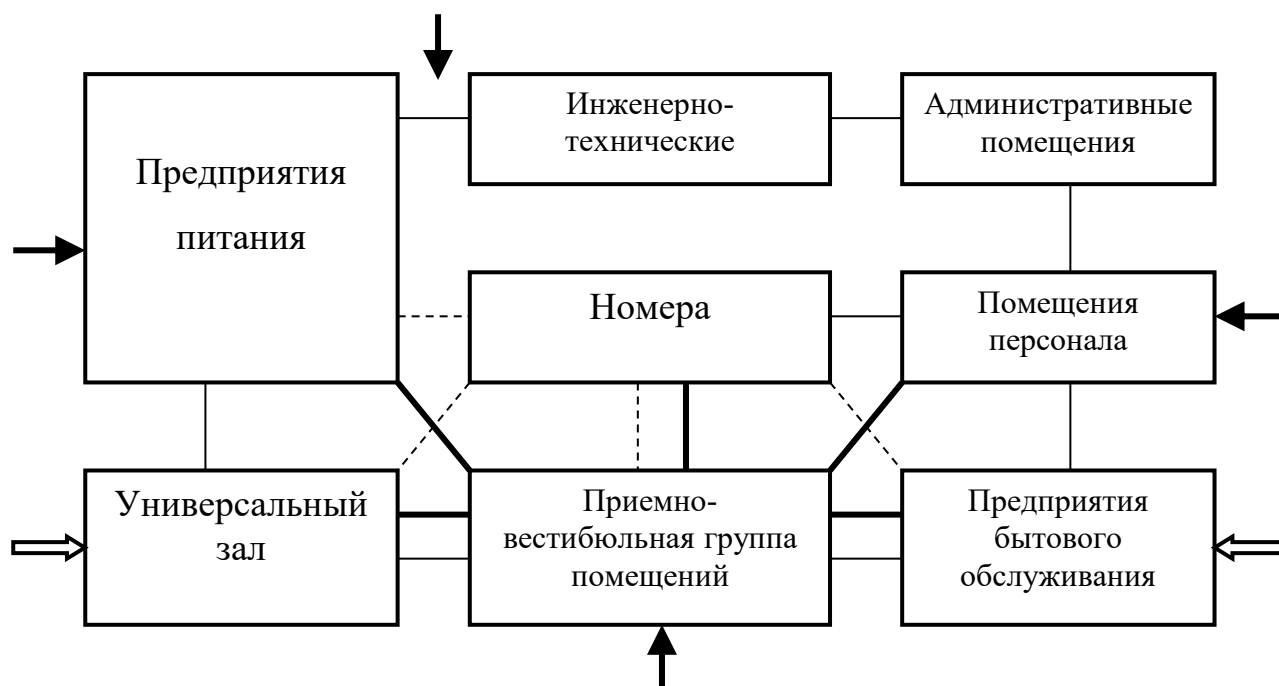 Предприятия
питания
Инженерно-
технические
Административные
помещения
Номера
Помещения
персонала
Универсальный
зал
Приемно-
вестибюльная группа
помещений
Предприятия
бытового
обслуживания